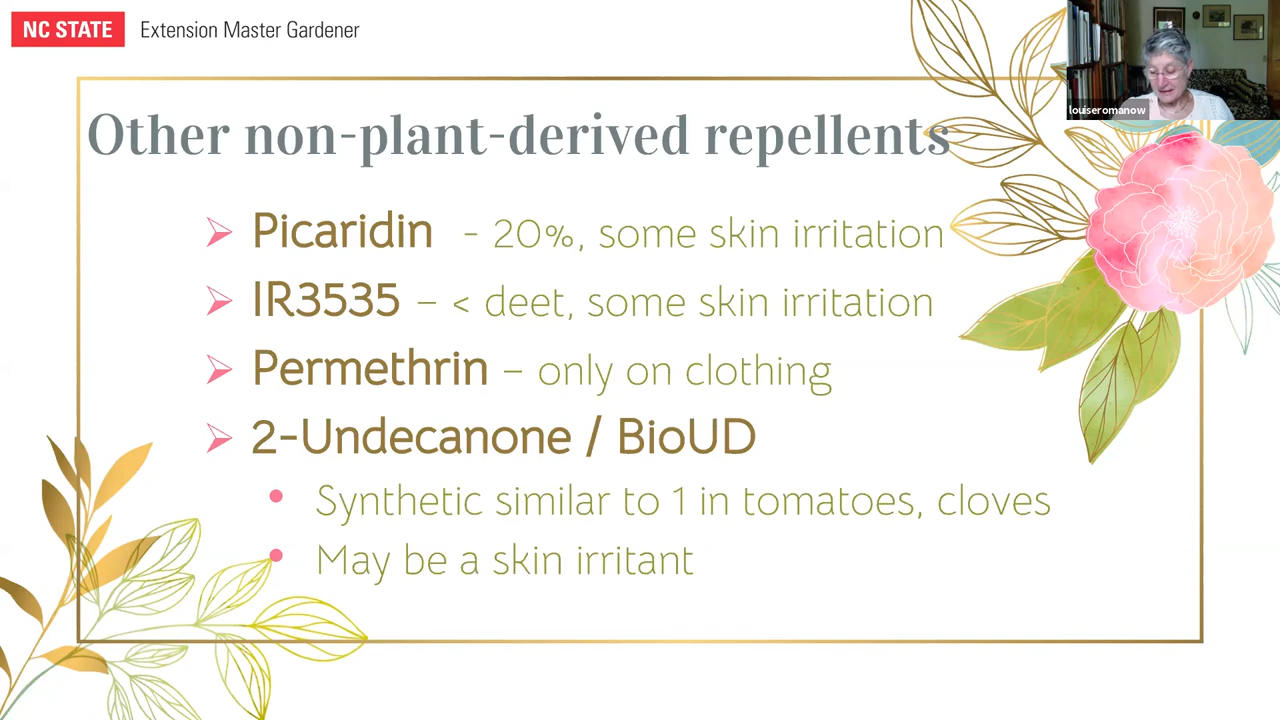 NC STATE Extension Master Gardener
louiseromanow
Other non-plant-derived repellents
Picaridin - 20%, some skin irritation
IR3535 – < deet, some skin irritation
Permethrin – only on clothing
2-Undecanone / BioUD
Synthetic similar to 1 in tomatoes, cloves
May be a skin irritant